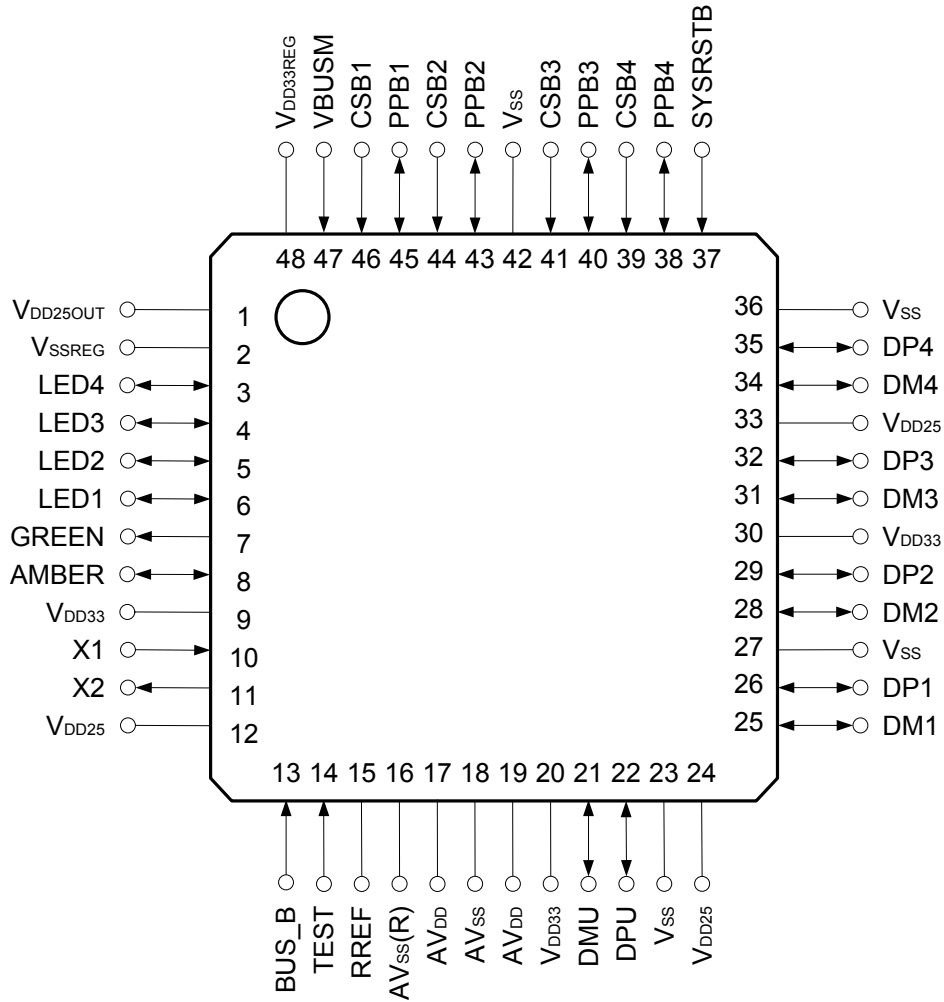 VDD33REG
VBUSM
CSB1
PPB1
CSB2
PPB2
VSS
CSB3
PPB3
CSB4
PPB4
SYSRSTB
48 47 46 45 44 43 42 41 40 39 38 37
VDD25OUT 1
VSSREG 2
LED4 3
LED3 4
LED2 5
LED1 6
GREEN 7
AMBER 8
VDD33 9
X1 10
X2 11
VDD25 12
36 VSS
35 DP4
34 DM4
33 VDD25
32 DP3
31 DM3
30 VDD33
29 DP2
28 DM2
27 VSS
26 DP1
25 DM1
13 14 15 16 17 18 19 20 21 22 23 24
BUS_B
TEST
RREF
AVSS(R)
AVDD
AVSS
AVDD
VDD33
DMU
DPU
VSS
VDD25